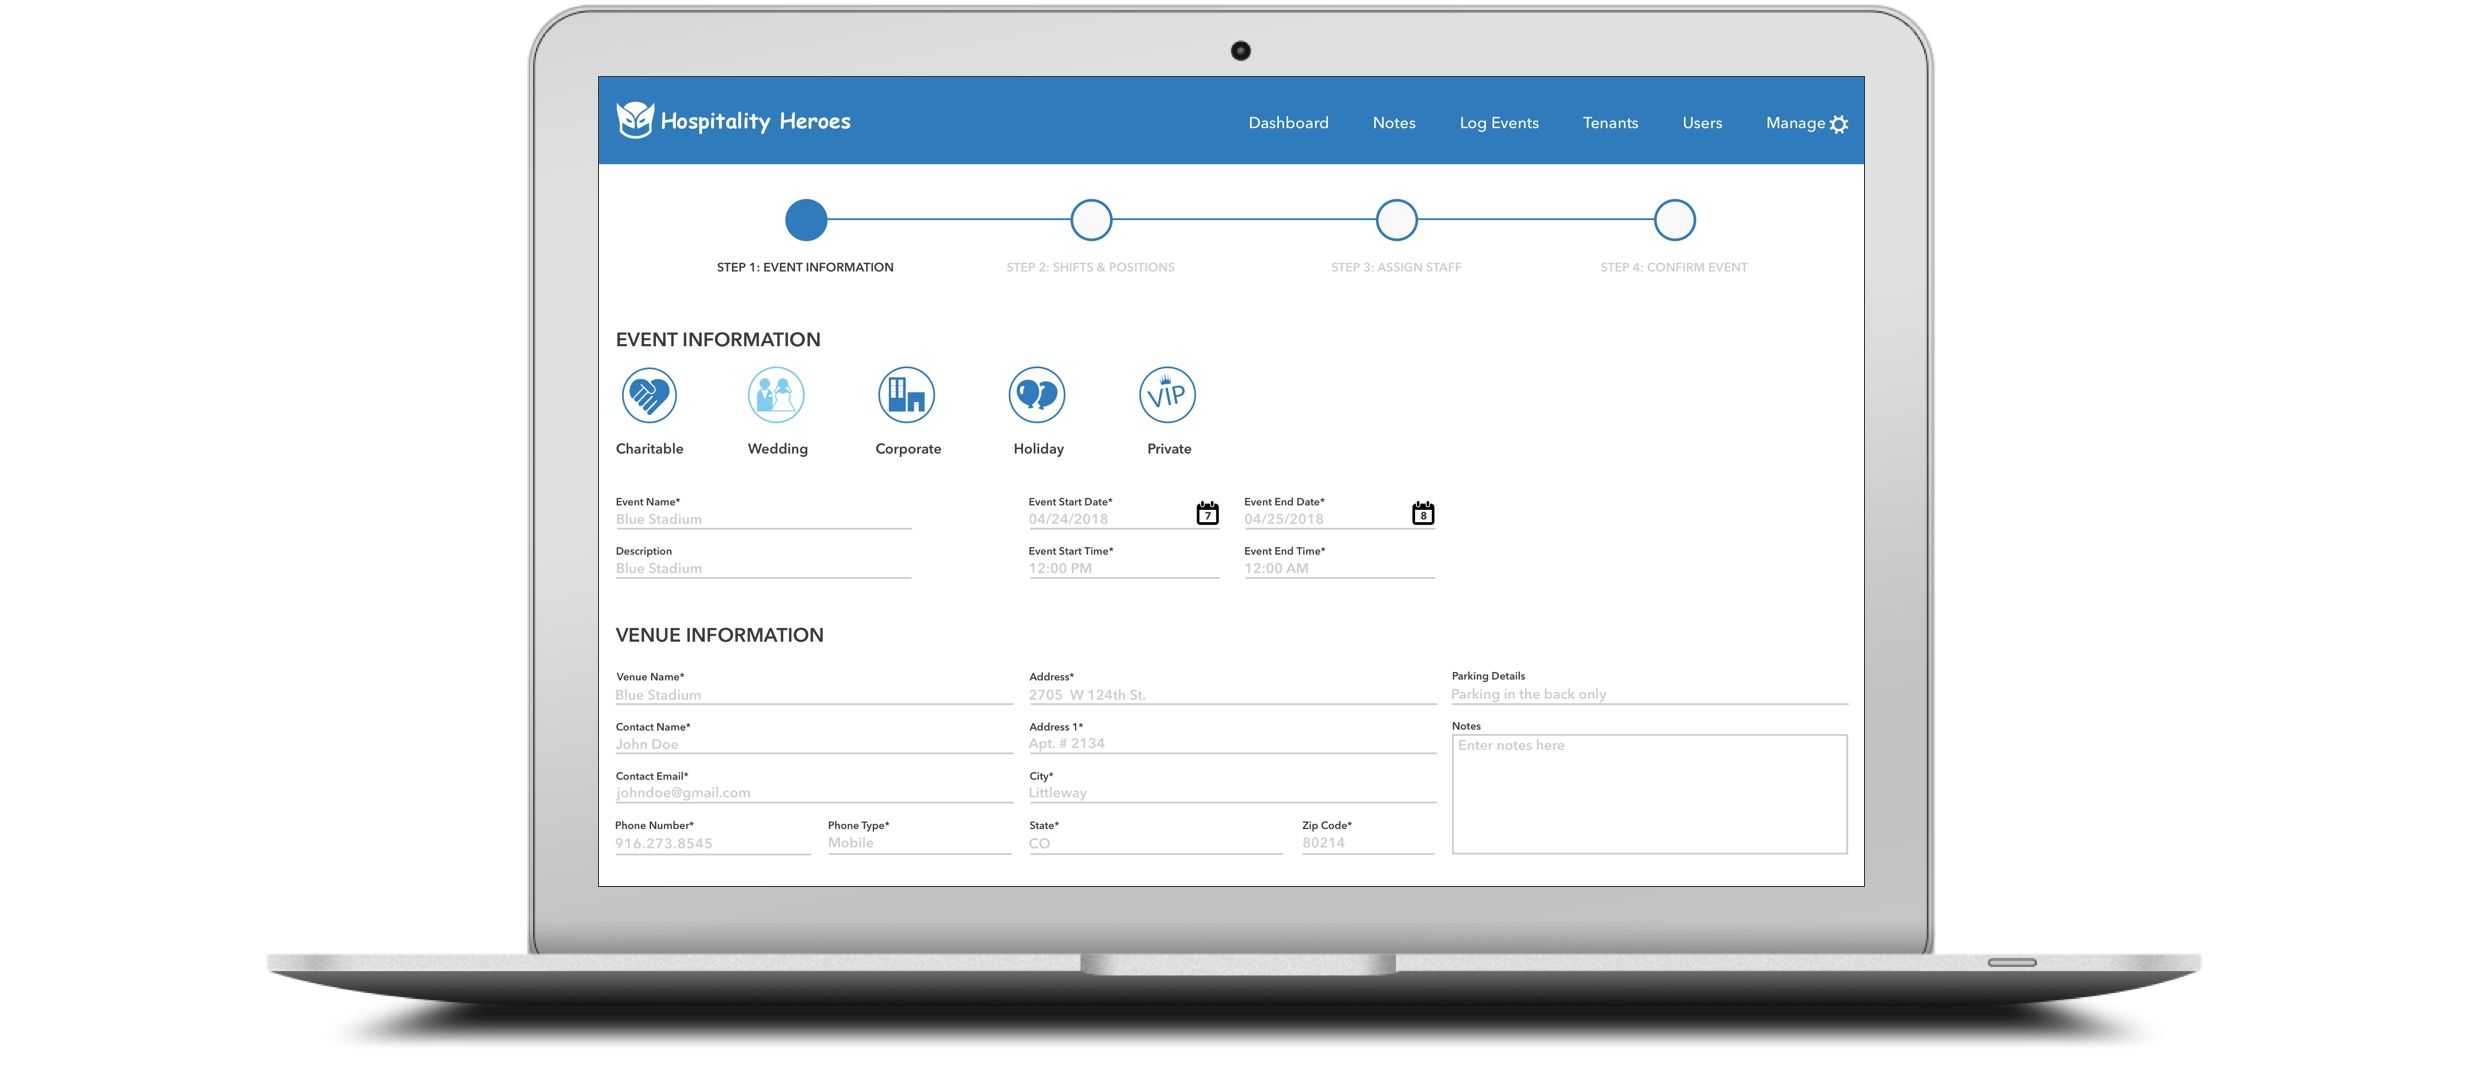 Hospitality Heroes
Dashboard Notes Log Events Tenants Users Manage
STEP 1: EVENT INFORMATION STEP 2: SHIFTS & POSITIONS STEP 3: ASSIGN STAFF STEP 4: CONFIRM EVENT
EVENT INFORMATION
VIP
Charitable Wedding Corporate Holiday Private
Event Name* Event Start Date* Event End Date*
Blue Stadium 04/24/2018 7 04/25/2018 8
Description Event Start Time* Event End Time*
Blue Stadium 12:00 PM 12:00 AM
VENUE INFORMATION
Venue Name* Address* Parking Details
Blue Stadium 2705 W 124th St. Parking in the back only
Contact Name* Address 1* Notes
John Doe Apt. # 2134 Enter notes here
Contact Email* City*
johndoe@gmail.com Littleway
Phone Number* Phone Type* State* Zip Code*
916.273.8545 Mobile CO 80214